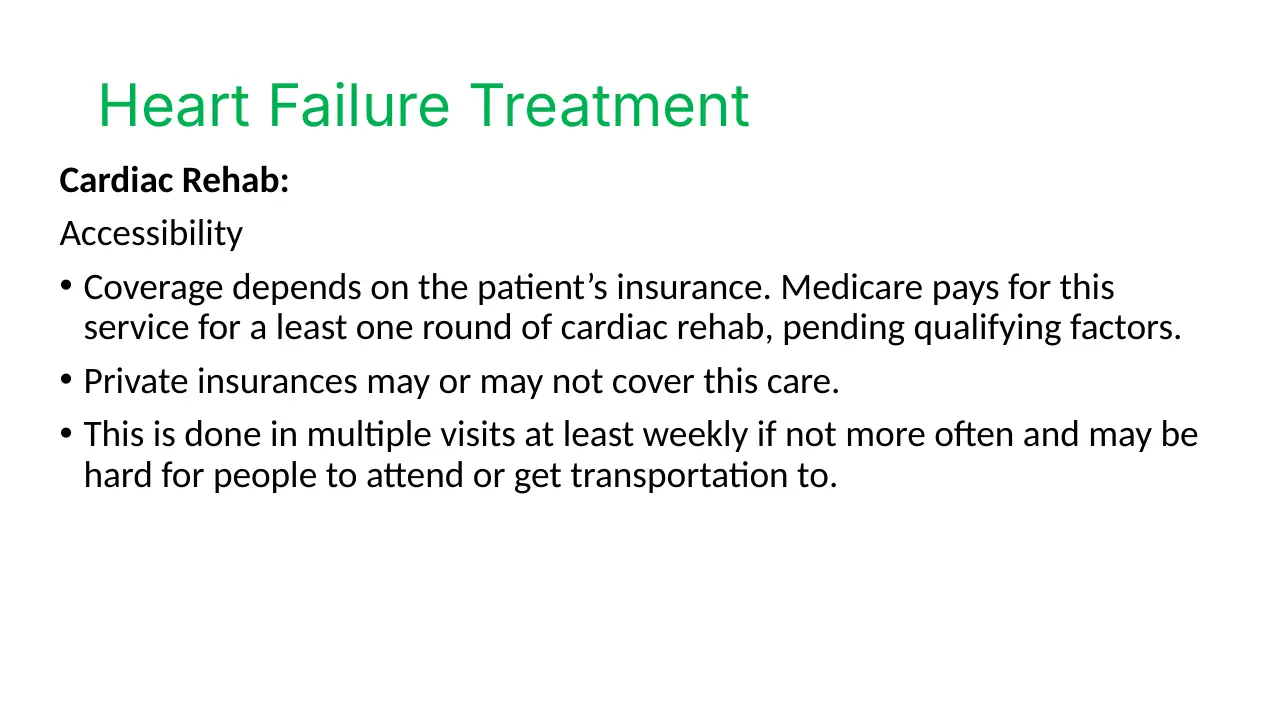 Heart Failure Treatment
Cardiac Rehab:
Accessibility
• Coverage depends on the patient’s insurance. Medicare pays for this
service for a least one round of cardiac rehab, pending qualifying factors.
• Private insurances may or may not cover this care.
• This is done in multiple visits at least weekly if not more often and may be
hard for people to attend or get transportation to.